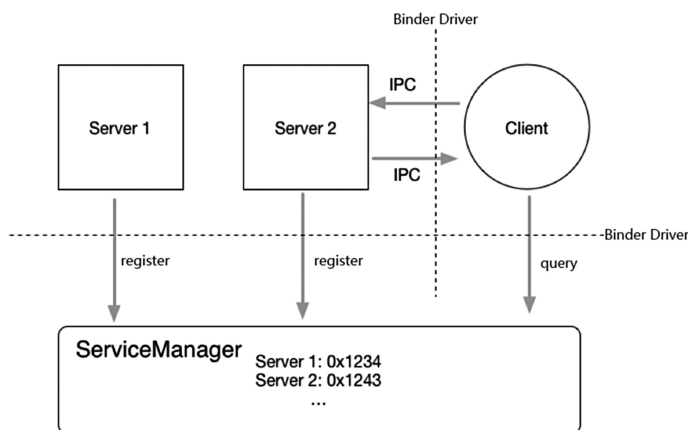 Binder Driver
IPC
Server 1
Server 2
Client
IPC
Binder Driver
register
register
query
ServiceManager
Server 1: 0x1234
Server 2: 0x1243
...